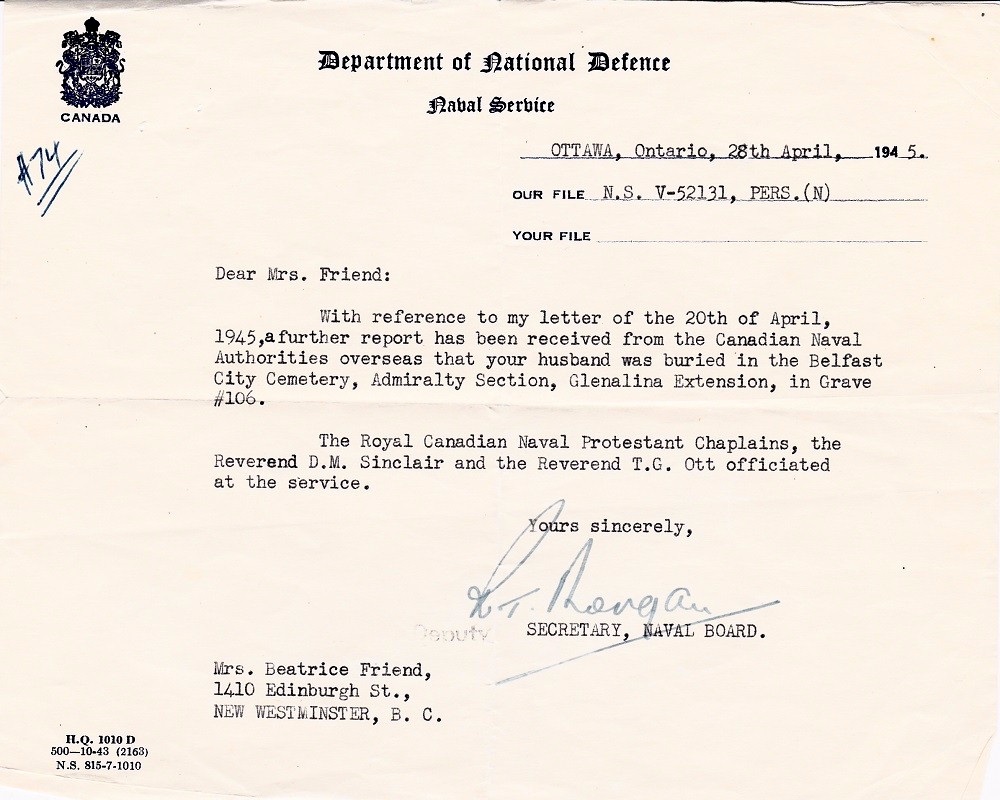 Department of National Defence
Naval Service
CANADA
#74
OTTAWA, Ontario, 28th April, 1945.
OUR FILE N.S. V-52131, PERS.(N)
YOUR FILE
Dear Mrs. Friend:
With reference to my letter of the 20th of April,
1945,a further report has been received from the Canadian Naval
Authorities overseas that your husband was buried in the Belfast
City Cemetery, Admiralty Section, Glenalina Extension, in Grave
#106.
The Royal Canadian Naval Protestant Chaplains, the
Reverend D.M. Sinclair and the Reverend T.G. Ott officiated
at the service.
Yours sincerely,
Deputy SECRETARY, NAVAL BOARD.
Mrs. Beatrice Friend,
1410 Edinburgh St.,
NEW WESTMINSTER, B. C.
H.Q. 1010 D
500—10-43 (2163)
N.S. 815-7-1010